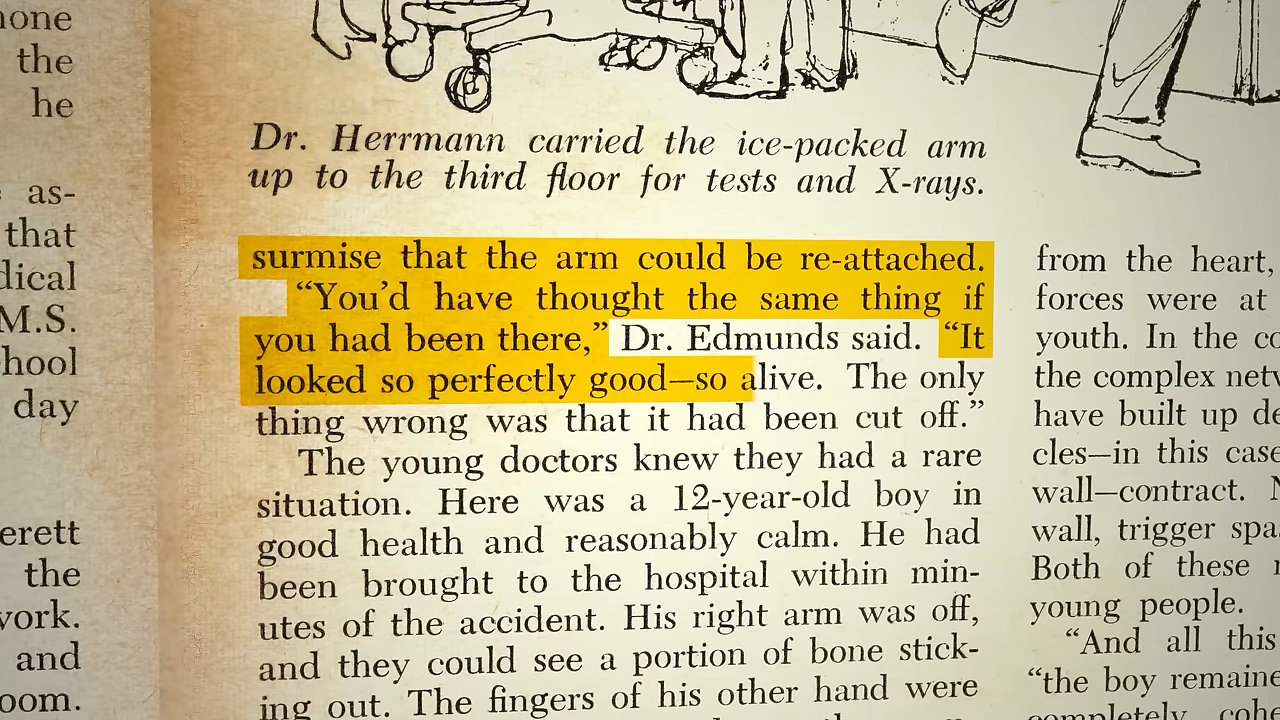 none
the
he
as-
that
dical
M.S.
hool
day
erett
the
work.
and
oom.
Dr. Herrmann carried the ice-packed arm
up to the third floor for tests and X-rays.
surmise that the arm could be re-attached.
“You’d have thought the same thing if
you had been there,” Dr. Edmunds said. “It
looked so perfectly good—so alive. The only
thing wrong was that it had been cut off.”
The young doctors knew they had a rare
situation. Here was a 12-year-old boy in
good health and reasonably calm. He had
been brought to the hospital within min-
utes of the accident. His right arm was off,
and they could see a portion of bone stick-
ing out. The fingers of his other hand were
from the heart,
forces were at
youth. In the co
the complex netw
have built up de
cles—in this case
wall—contract.
wall, trigger spa
Both of these
young people.
“And all this
“the boy remaine
completely cohe